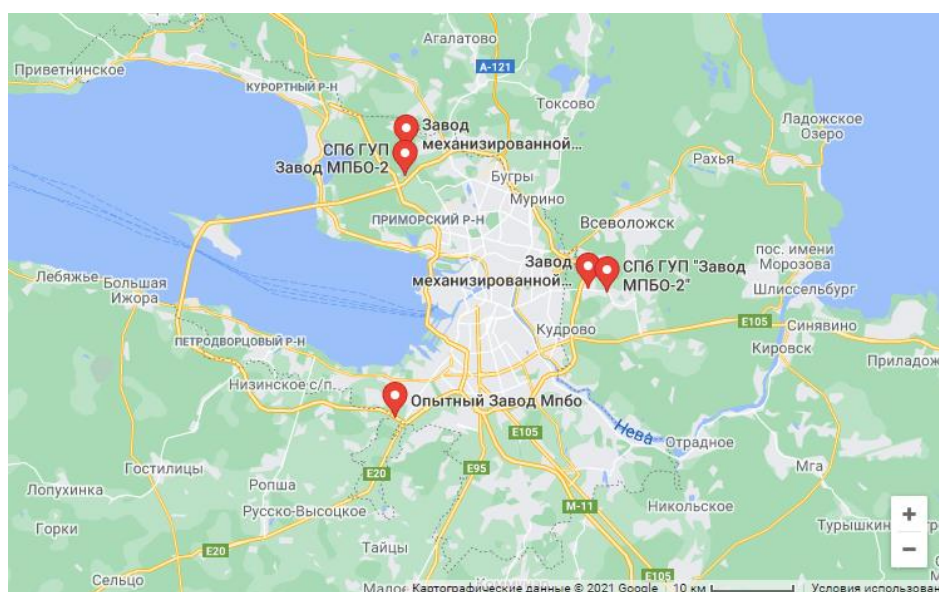 Агалатово
Приветнинское
А-121
КУРОРТНЫЙ Р-Н
Токсово
Ладожское
Озеро
Завод
механизированной...
СПб ГУП
Завод МПБО-2
Рахья
Бугры
Мурино
ПРИМОРСКИЙ Р-Н
Всеволожск
пос. имени
Морозова
Завод
механизированной...
СПб ГУП "Завод
МПБО-2"
Шлиссельбург
Лебяжье
Большая
Ижора
E105
Синявино
Кудрово
ПЕТРОДВОРЦОВЫЙ Р-Н
Кировск
Приладож
Низинское с/п.
Опытный Завод Мпбо
Нева
E105
Отрадное
E20
E95
Гостилицы
Мга
Лопухинка
Ропша
М-11
Никольское
Русско-Высоцкое
Горки
E20
Тайцы
Сельцо
E105
Картографические данные © 2021 Google
10 км
Условия использован